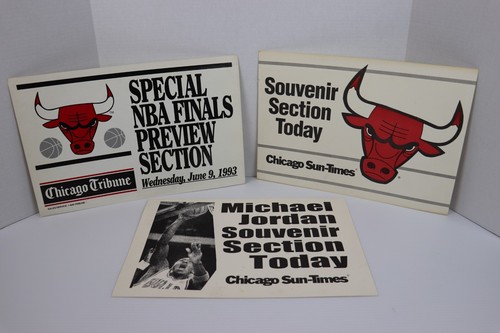 SPECIAL
NBA FINALS
PREVIEW
SECTION
Wednesday, June 9, 1993
Chicago Tribune
Souvenir
Section
Today
Chicago Sun-Times
Michael
Jordan
Souvenir
Section
Today
Chicago Sun-Times